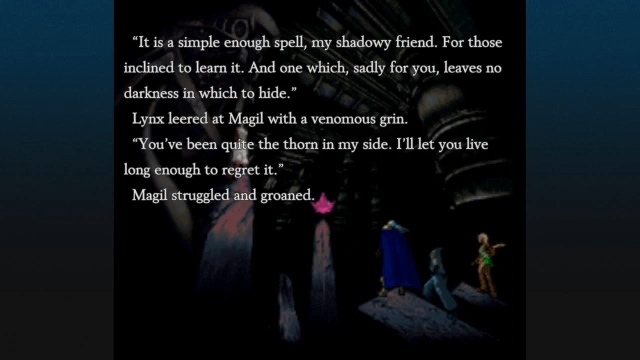 “It is a simple enough spell, my shadowy friend. For those
inclined to learn it. And one which, sadly for you, leaves no
darkness in which to hide.”
Lynx leered at Magil with a venomous grin.
“You’ve been quite the thorn in my side. I’ll let you live
long enough to regret it.”
Magil struggled and groaned.